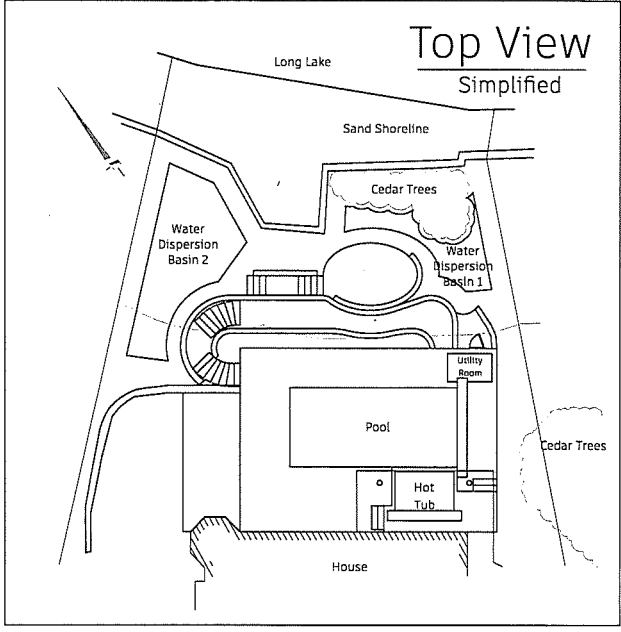 Top View
Simplified
Long Lake
Sand Shoreline
Cedar Trees
Water
Dispersion
Basin 2
Water
Dispersion
Basin 1
Utility
Room
Pool
Cedar Trees
Hot
Tub
House